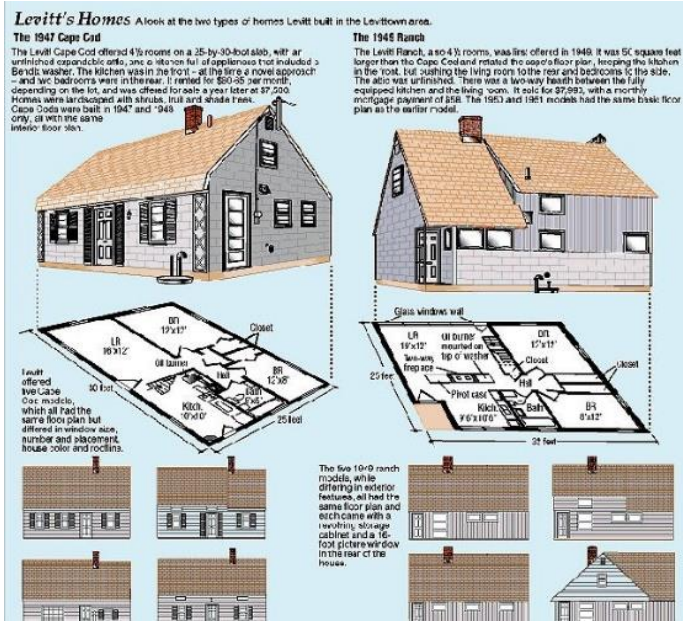 Levitt's Homes A look at the two types of homes Levitt built in the Levittown area.
The 1947 Cape Cod
The Levitt Cape Cod offered 4½ rooms on a 25-by-30-foot slab, with an
unfinished expandable attic, and a kitchen full of appliances that included a
Bendix washer. The kitchen was in the front – at the time a novel approach
– and two bedrooms were in the rear. It rented for per month,
depending on the lot, and was offered for sale a year later at
Homes were landscaped with shrubs, fruit and shade trees.
Cape Cods were built in 1947 and 1948
only, all with the same
interior floor plan.
The 1949 Ranch
The Levitt Ranch, also 4½ rooms, was first offered in 1949. It was square feet
larger than the Cape Cod and rotated the cape's floor plan, keeping the kitchen
in the front, but pushing the living room to the rear and bedrooms to the side.
The attic was unfinished. There was a two-way hearth between the fully
equipped kitchen and the living room. It sold for with a monthly
mortgage payment of $58. The 1950 and 1951 models had the same basic floor
plan as the earlier model.
LR
16'x12'
BR
12'x12'
Closet
Oil burner
Hall
BR
12'x8'
Bath
Kitch.
10'x10'
30 feet
25 feet
Levitt
offered
five Cape
Cod models,
which all had the
same floor plan but
differed in window size,
number and placement,
house color and roofline.
Glass windows wall
LR
Oil burner
mounted on
top of washer
BR
Closet
Closet
Two-way
fireplace
Hall
25 feet
Pivot case
Kitch.
Bath
BR
8'x12'
feet
The five 1949 ranch
models, while
differing in exterior
features, all had the
same floor plan and
each came with a
revolving storage
cabinet and a 16-
foot picture window
in the rear of the
house.